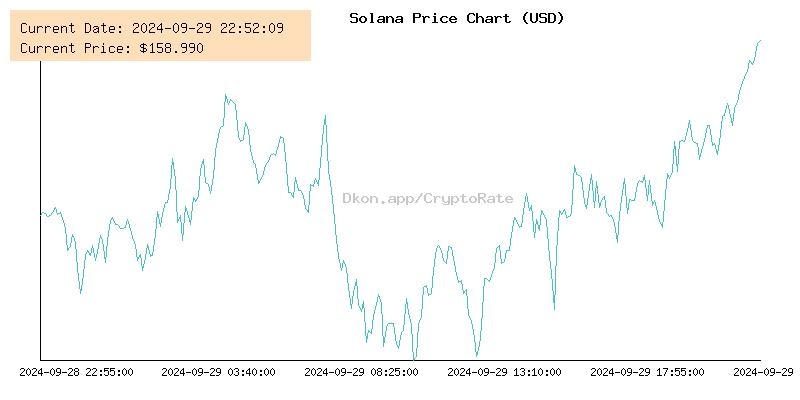 Solana Price Chart (USD)
Current Date: 2024-09-29 22:52:09
Current Price: $158.990
Dkon.app/CryptoRate
2024-09-28 22:55:00 2024-09-29 03:40:00 2024-09-29 08:25:00 2024-09-29 13:10:00 2024-09-29 17:55:00 2024-09-29